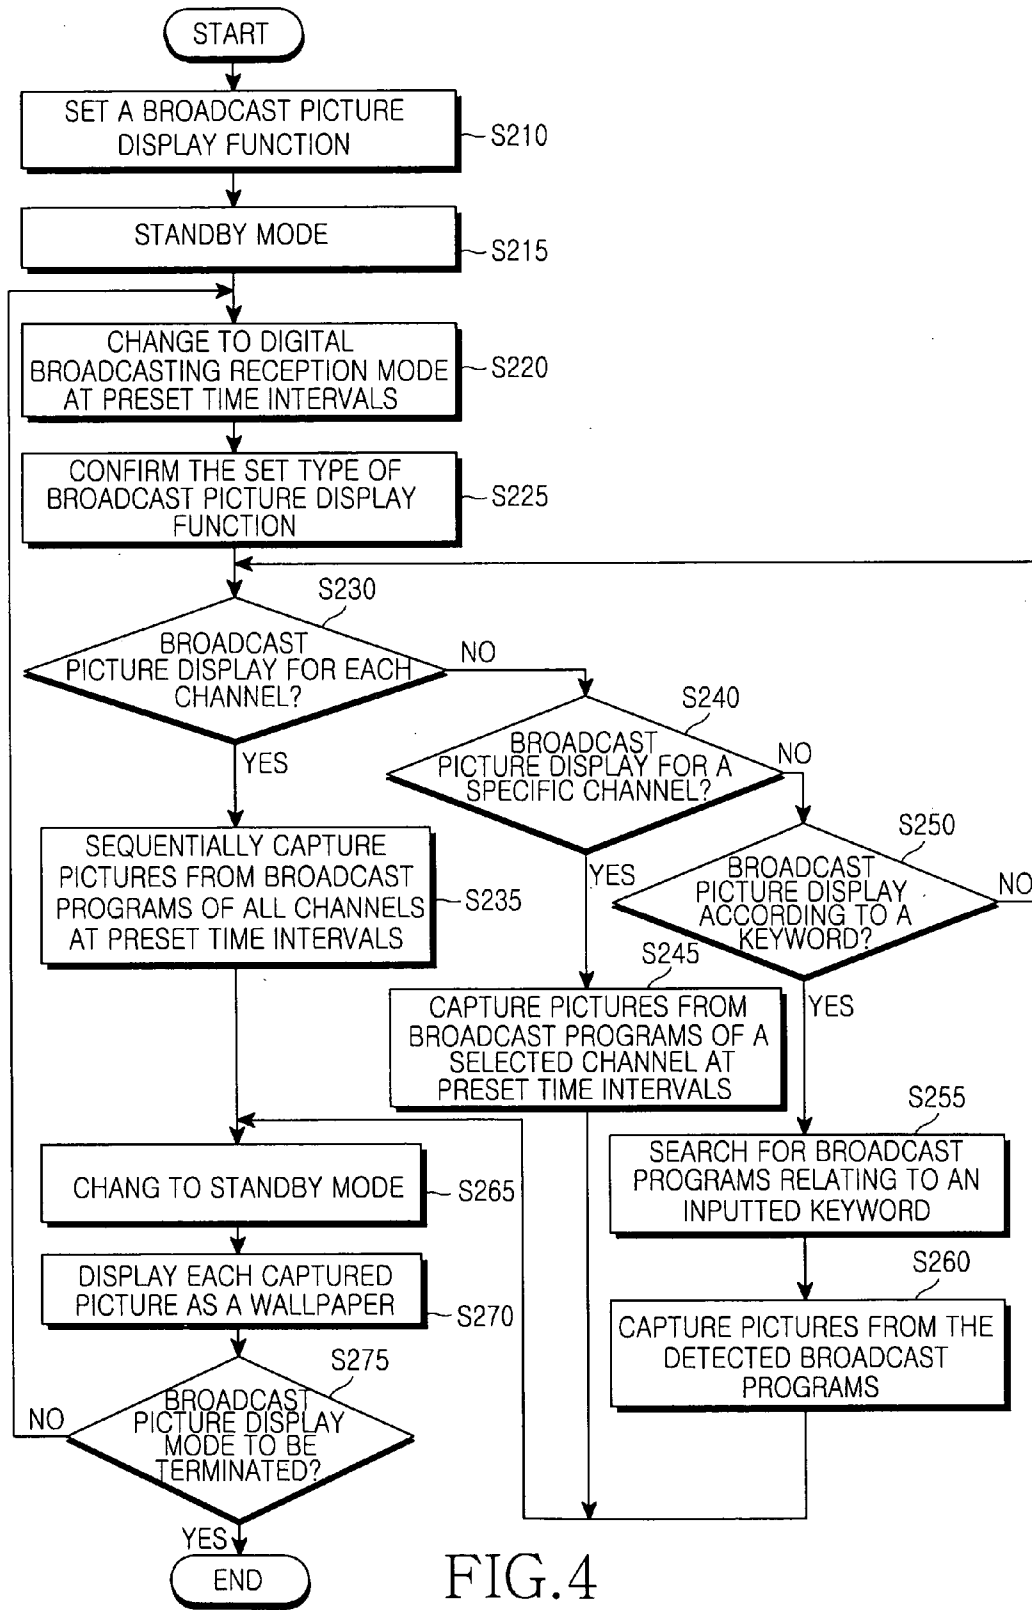 START
SET A BROADCAST PICTURE
DISPLAY FUNCTION
S210
STANDBY MODE
S215
CHANGE TO DIGITAL
BROADCASTING RECEPTION MODE
AT PRESET TIME INTERVALS
S220
CONFIRM THE SET TYPE OF
BROADCAST PICTURE DISPLAY
FUNCTION
S225
S230
BROADCAST
PICTURE DISPLAY FOR EACH
CHANNEL?
NO
YES
S240
BROADCAST
PICTURE DISPLAY FOR A
SPECIFIC CHANNEL?
NO
YES
S250
BROADCAST
PICTURE DISPLAY
ACCORDING TO A
KEYWORD?
NO
YES
SEQUENTIALLY CAPTURE
PICTURES FROM BROADCAST
PROGRAMS OF ALL CHANNELS
AT PRESET TIME INTERVALS
S235
S245
CAPTURE PICTURES FROM
BROADCAST PROGRAMS OF A
SELECTED CHANNEL AT
PRESET TIME INTERVALS
S255
SEARCH FOR BROADCAST
PROGRAMS RELATING TO AN
INPUTTED KEYWORD
S260
CAPTURE PICTURES FROM THE
DETECTED BROADCAST
PROGRAMS
CHANG TO STANDBY MODE
S265
DISPLAY EACH CAPTURED
PICTURE AS A WALLPAPER
S270
S275
BROADCAST
PICTURE DISPLAY
MODE TO BE
TERMINATED?
NO
YES
END
FIG.4